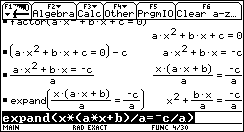 F1 F2 F3 F4 F5 F6
Algebra Calc Other PrgmIO Clear a-z…
factor(a·x²+b·x+c=0)
a·x²+b·x+c=0
(a·x²+b·x+c=0)-c
a·x²+b·x=-c
a·x²+b·x=-c / a
x·(a·x+b) / a = -c / a
expand(x·(a·x+b) / a = -c / a)
x²+b·x / a = -c / a
expand(x*(a*x+b)/a=-c/a)
MAIN RAD EXACT FUNC 4/30